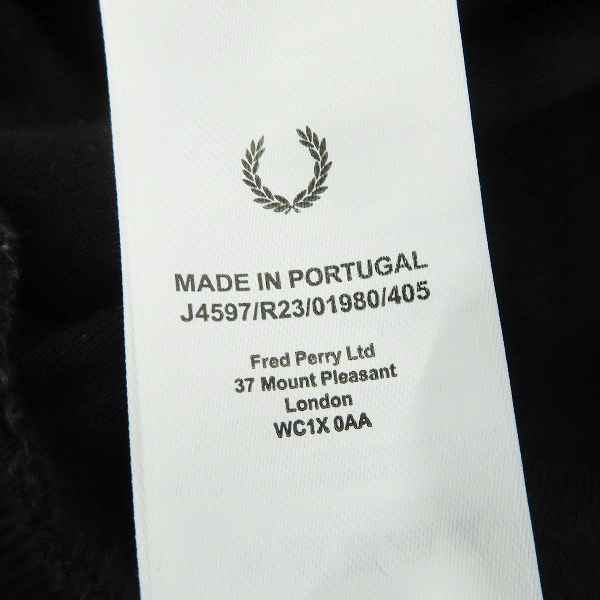 MADE IN PORTUGAL
J4597/R23/01980/405
Fred Perry Ltd
37 Mount Pleasant
London
WC1X 0AA